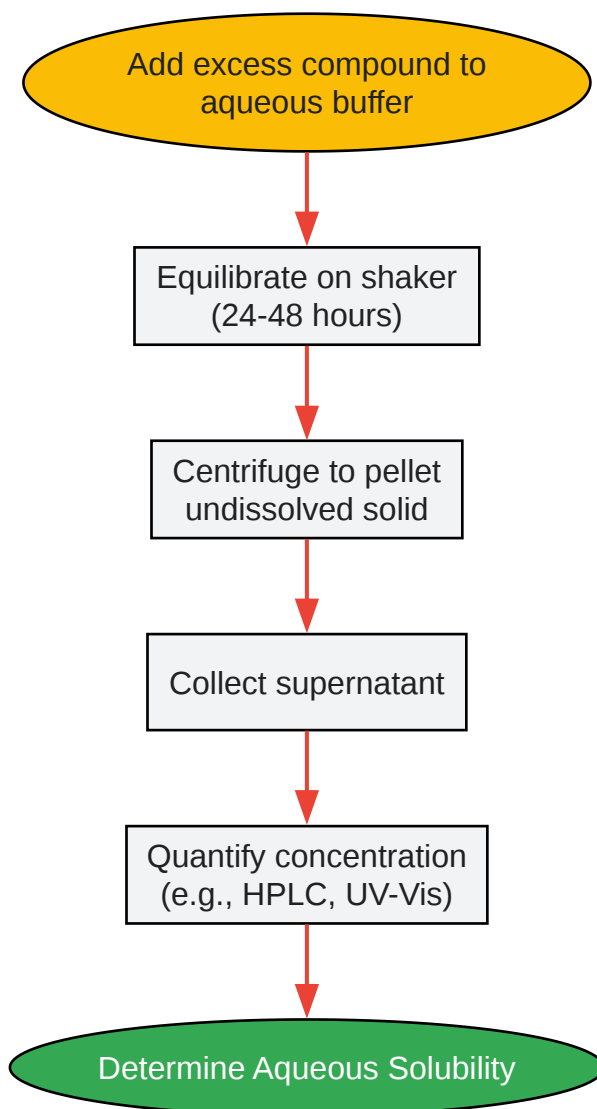 Add excess compound to
aqueous buffer
Equilibrate on shaker
(24-48 hours)
Centrifuge to pellet
undissolved solid
Collect supernatant
Quantify concentration
(e.g., HPLC, UV-Vis)
Determine Aqueous Solubility